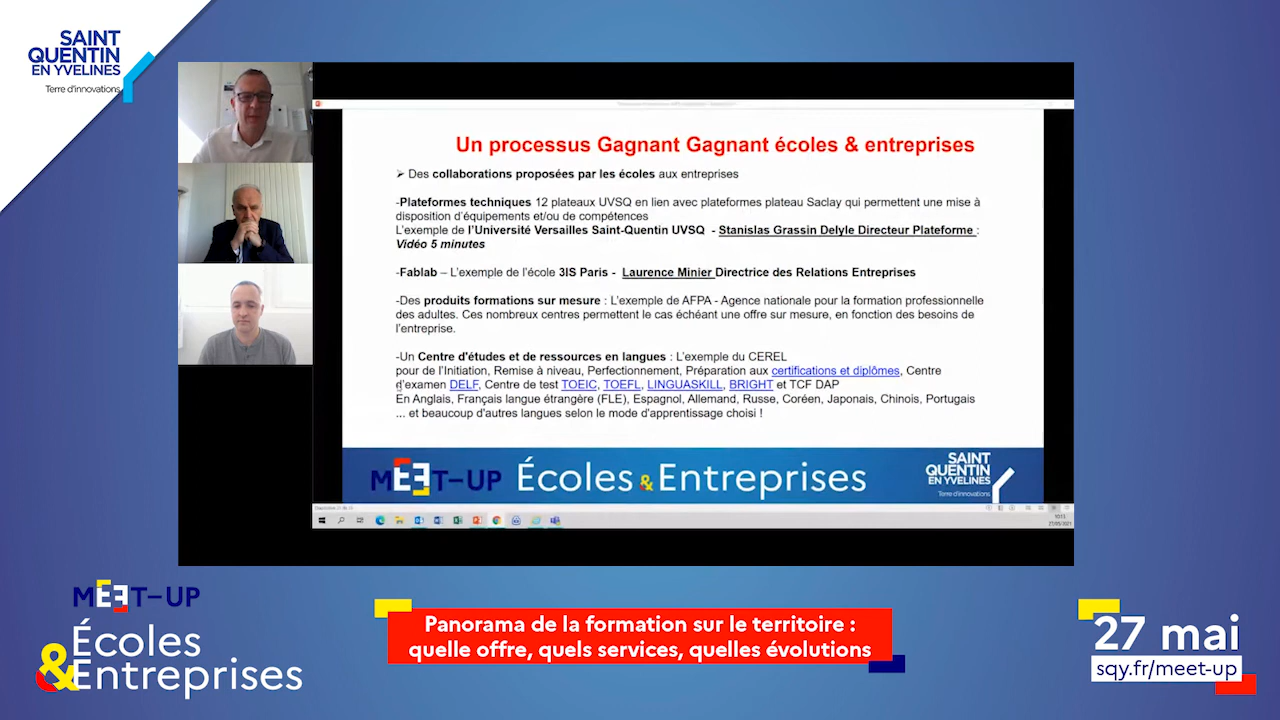 SAINT
QUENTIN
EN YVELINES
Terre d'innovations
Un processus Gagnant Gagnant écoles & entreprises
➢ Des collaborations proposées par les écoles aux entreprises
-Plateformes techniques 12 plateaux UVSQ en lien avec plateformes plateau Saclay qui permettent une mise à
disposition d'équipements et/ou de compétences
L'exemple de l'Université Versailles Saint-Quentin UVSQ - Stanislas Grassin Delyle Directeur Plateforme :
Vidéo 5 minutes
-Fablab – L'exemple de l'école 3IS Paris - Laurence Minier Directrice des Relations Entreprises
-Des produits formations sur mesure : L'exemple de AFPA - Agence nationale pour la formation professionnelle
des adultes. Ces nombreux centres permettent le cas échéant une offre sur mesure, en fonction des besoins de
l'entreprise.
-Un Centre d'études et de ressources en langues : L'exemple du CEREL
pour de l'Initiation, Remise à niveau, Perfectionnement, Préparation aux certifications et diplômes, Centre
d'examen DELF, Centre de test TOEIC, TOEFL, LINGUASKILL, BRIGHT et TCF DAP
En Anglais, Français langue étrangère (FLE), Espagnol, Allemand, Russe, Coréen, Japonais, Chinois, Portugais
... et beaucoup d'autres langues selon le mode d'apprentissage choisi !
MEET-UP Écoles & Entreprises
SAINT
QUENTIN
EN YVELINES
Terre d'innovations
10:13
27/05/2021
MEET-UP
Écoles
&Entreprises
Panorama de la formation sur le territoire :
quelle offre, quels services, quelles évolutions
27 mai
sqy.fr/meet-up